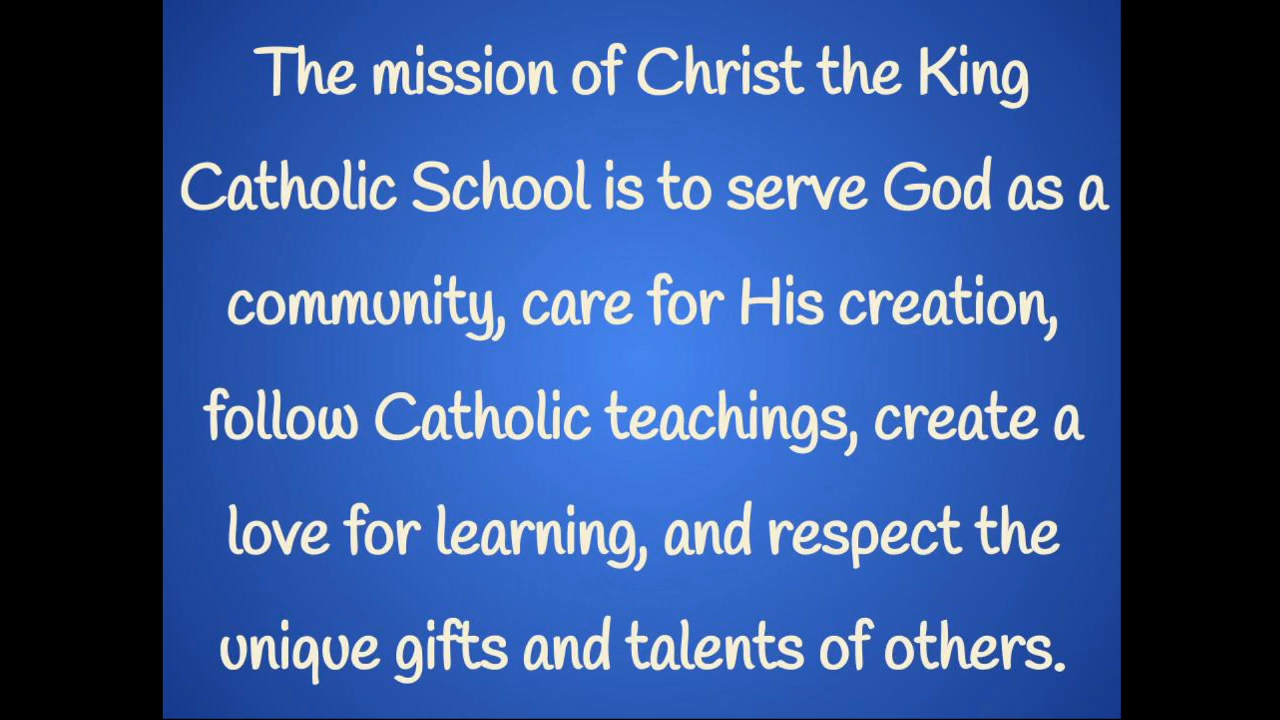 The mission of Christ the King
Catholic School is to serve God as a
community, care for His creation,
follow Catholic teachings, create a
love for learning, and respect the
unique gifts and talents of others.